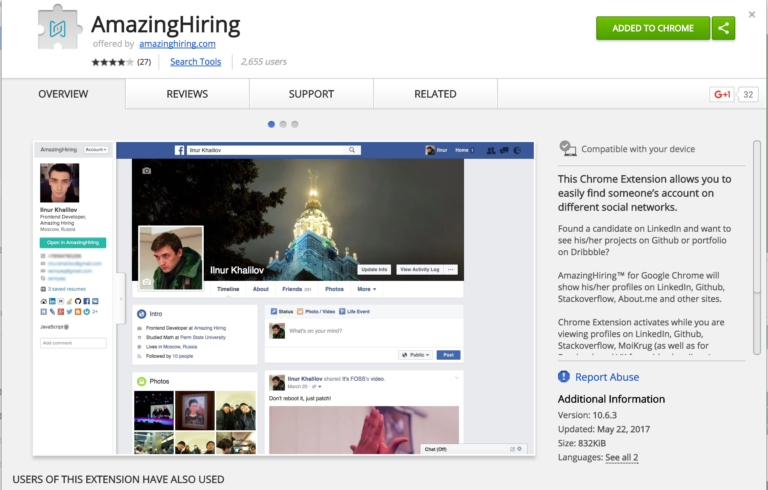 AmazingHiring
offered by amazinghiring.com
(27) Search Tools 2,655 users
ADDED TO CHROME
OVERVIEW REVIEWS SUPPORT RELATED
G+1 32
AmazingHiring Account
Ilnur Khalilov
Frontend Developer,
Amazing Hiring
Moscow, Russia
Open in AmazingHiring
3 saved resumes
2+
JavaScript
Add comment
Ilnur Khalilov
Ilnur Home 1
Ilnur Khalilov
Update Info View Activity Log ...
Timeline About Friends Photos More
Intro
Frontend Developer at Amazing Hiring
Studied Math at Perm State University
Lives in Moscow, Russia
Followed by 10 people
Photos
Status Photo / Video Life Event
What's on your mind?
Public Post
Ilnur Khalilov shared It's FOSS's video.
March 20
Don't reboot it, just patch!
Chat (Off)
Compatible with your device
This Chrome Extension allows you to
easily find someone's account on
different social networks.
Found a candidate on LinkedIn and want to
see his/her projects on Github or portfolio
on Dribbble?
AmazingHiring™ for Google Chrome will
show his/her profiles on LinkedIn, Github,
Stackoverflow, About.me and other sites.
Chrome Extension activates while you are
viewing profiles on LinkedIn, Github,
Stackoverflow, MoiKrug (as well as for
Report Abuse
Additional Information
Version: 10.6.3
Updated: May 22, 2017
Size: 832KiB
Languages: See all 2
USERS OF THIS EXTENSION HAVE ALSO USED